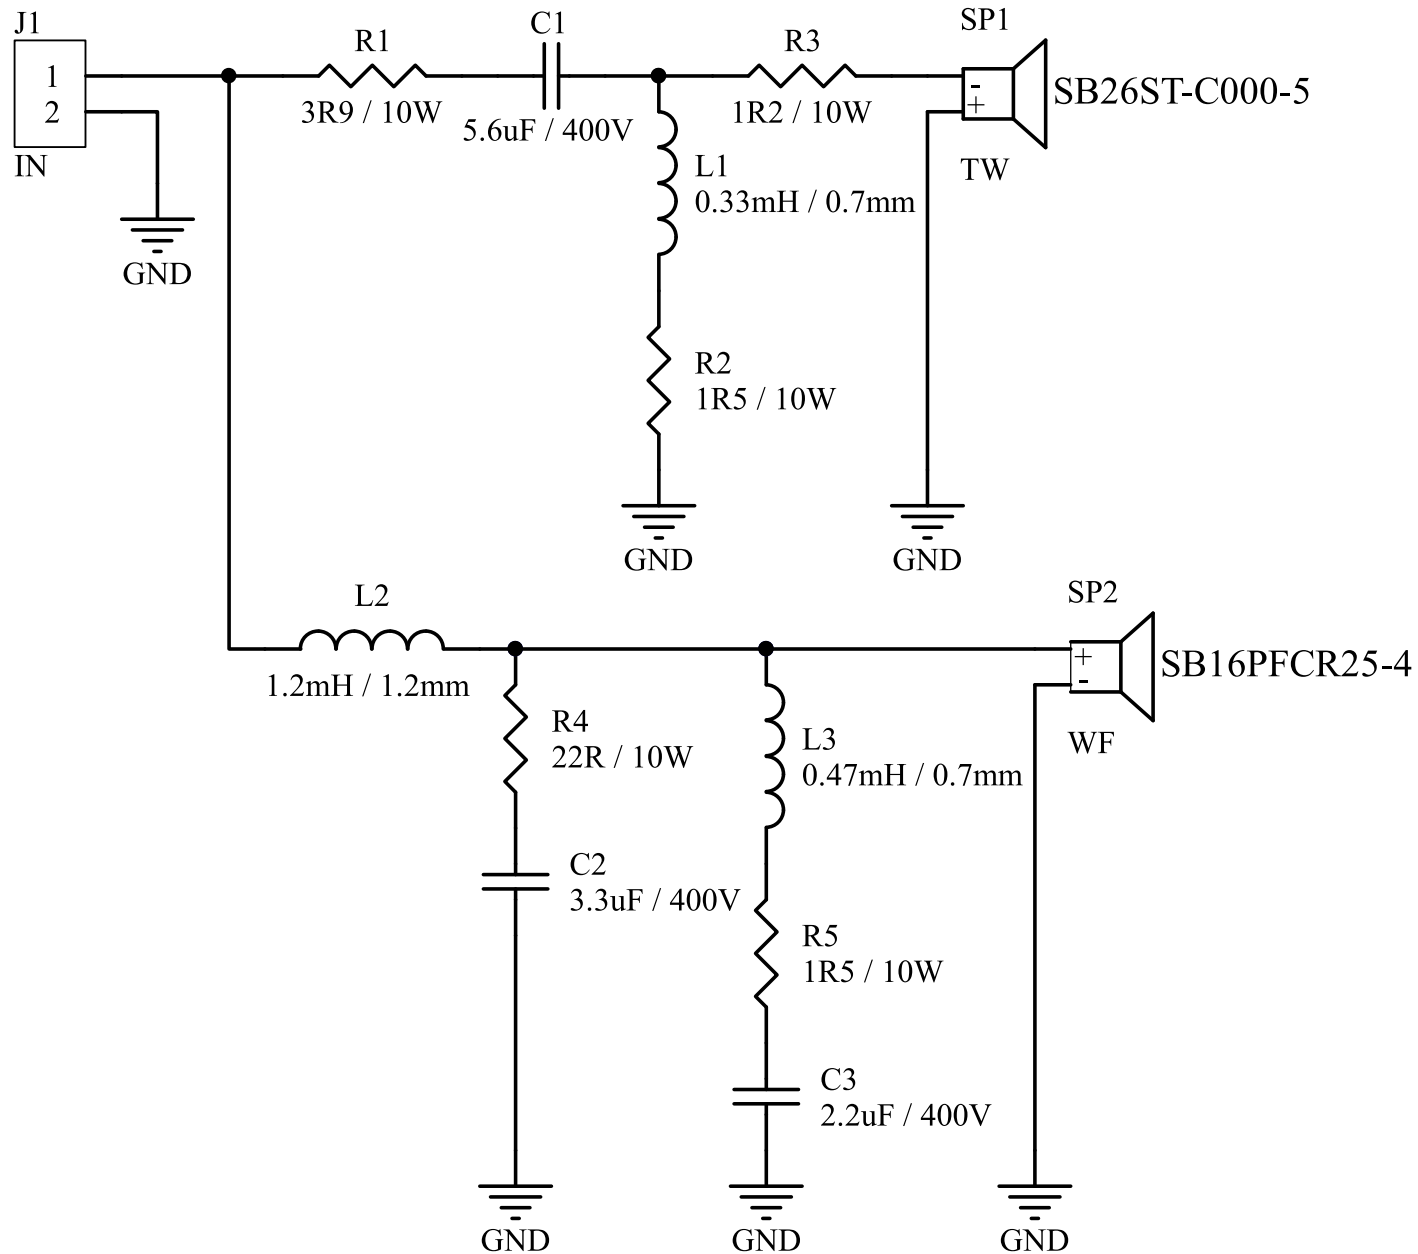 J1
1
2
IN
GND
R1
3R9 / 10W
C1
5.6uF / 400V
R3
1R2 / 10W
SP1
-
+
SB26ST-C000-5
TW
L1
0.33mH / 0.7mm
R2
1R5 / 10W
GND
GND
L2
1.2mH / 1.2mm
SP2
+
-
SB16PFCR25-4
WF
R4
22R / 10W
L3
0.47mH / 0.7mm
C2
3.3uF / 400V
R5
1R5 / 10W
C3
2.2uF / 400V
GND
GND
GND